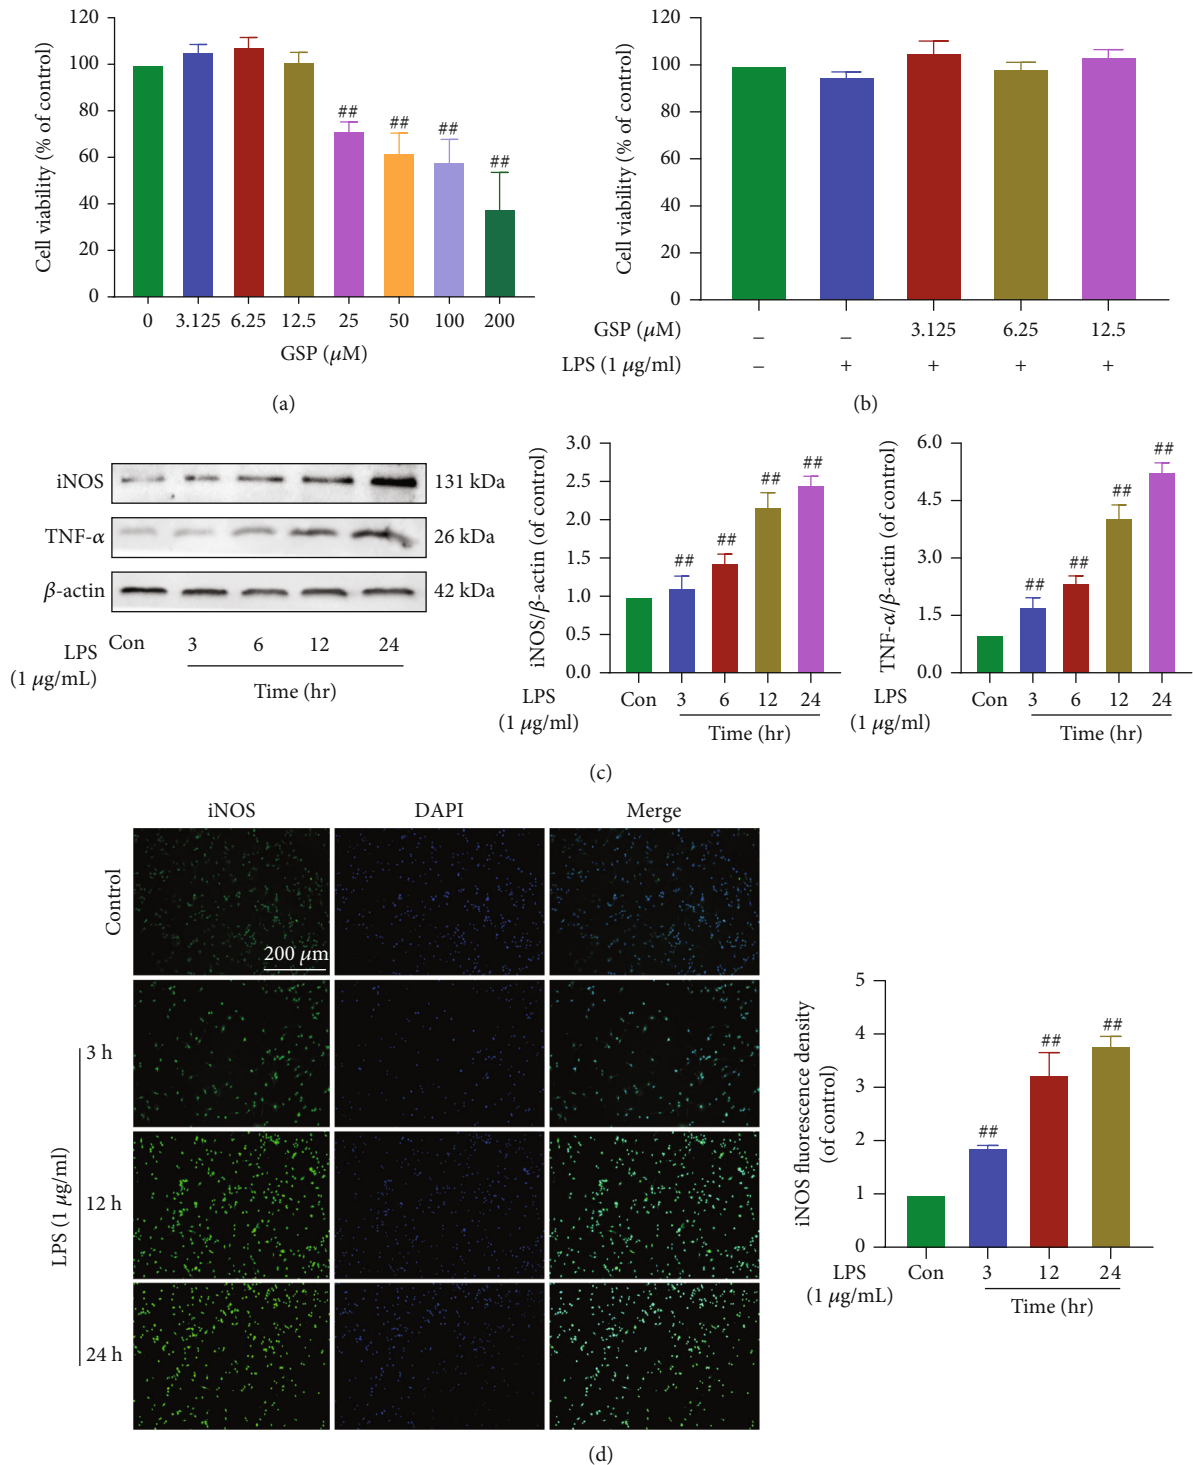 Cell viability (% of control)
120
100
80
60
40
20
0
## ## ## ##
0 3.125 6.25 12.5 25 50 100 200
GSP (μM)
(a)
Cell viability (% of control)
120
100
80
60
40
20
0
GSP (μM) – – 3.125 6.25 12.5
LPS (1 μg/ml) – + + + +
(b)
iNOS 131 kDa
TNF-α 26 kDa
β-actin 42 kDa
LPS
(1 μg/mL)
Con 3 6 12 24
Time (hr)
iNOS/β-actin (of control)
3.0
2.5
2.0
1.5
1.0
0.5
0.0
## ## ## ##
LPS
(1 μg/ml)
Con 3 6 12 24
Time (hr)
TNF-α/β-actin (of control)
6.0
4.5
3.0
1.5
0.0
## ## ## ##
LPS
(1 μg/ml)
Con 3 6 12 24
Time (hr)
(c)
iNOS DAPI Merge
Control
200 μm
LPS (1 μg/ml)
3 h
12 h
24 h
iNOS fluorescence density
(of control)
5
4
3
2
1
0
## ## ##
LPS
(1 μg/mL)
Con 3 12 24
Time (hr)
(d)